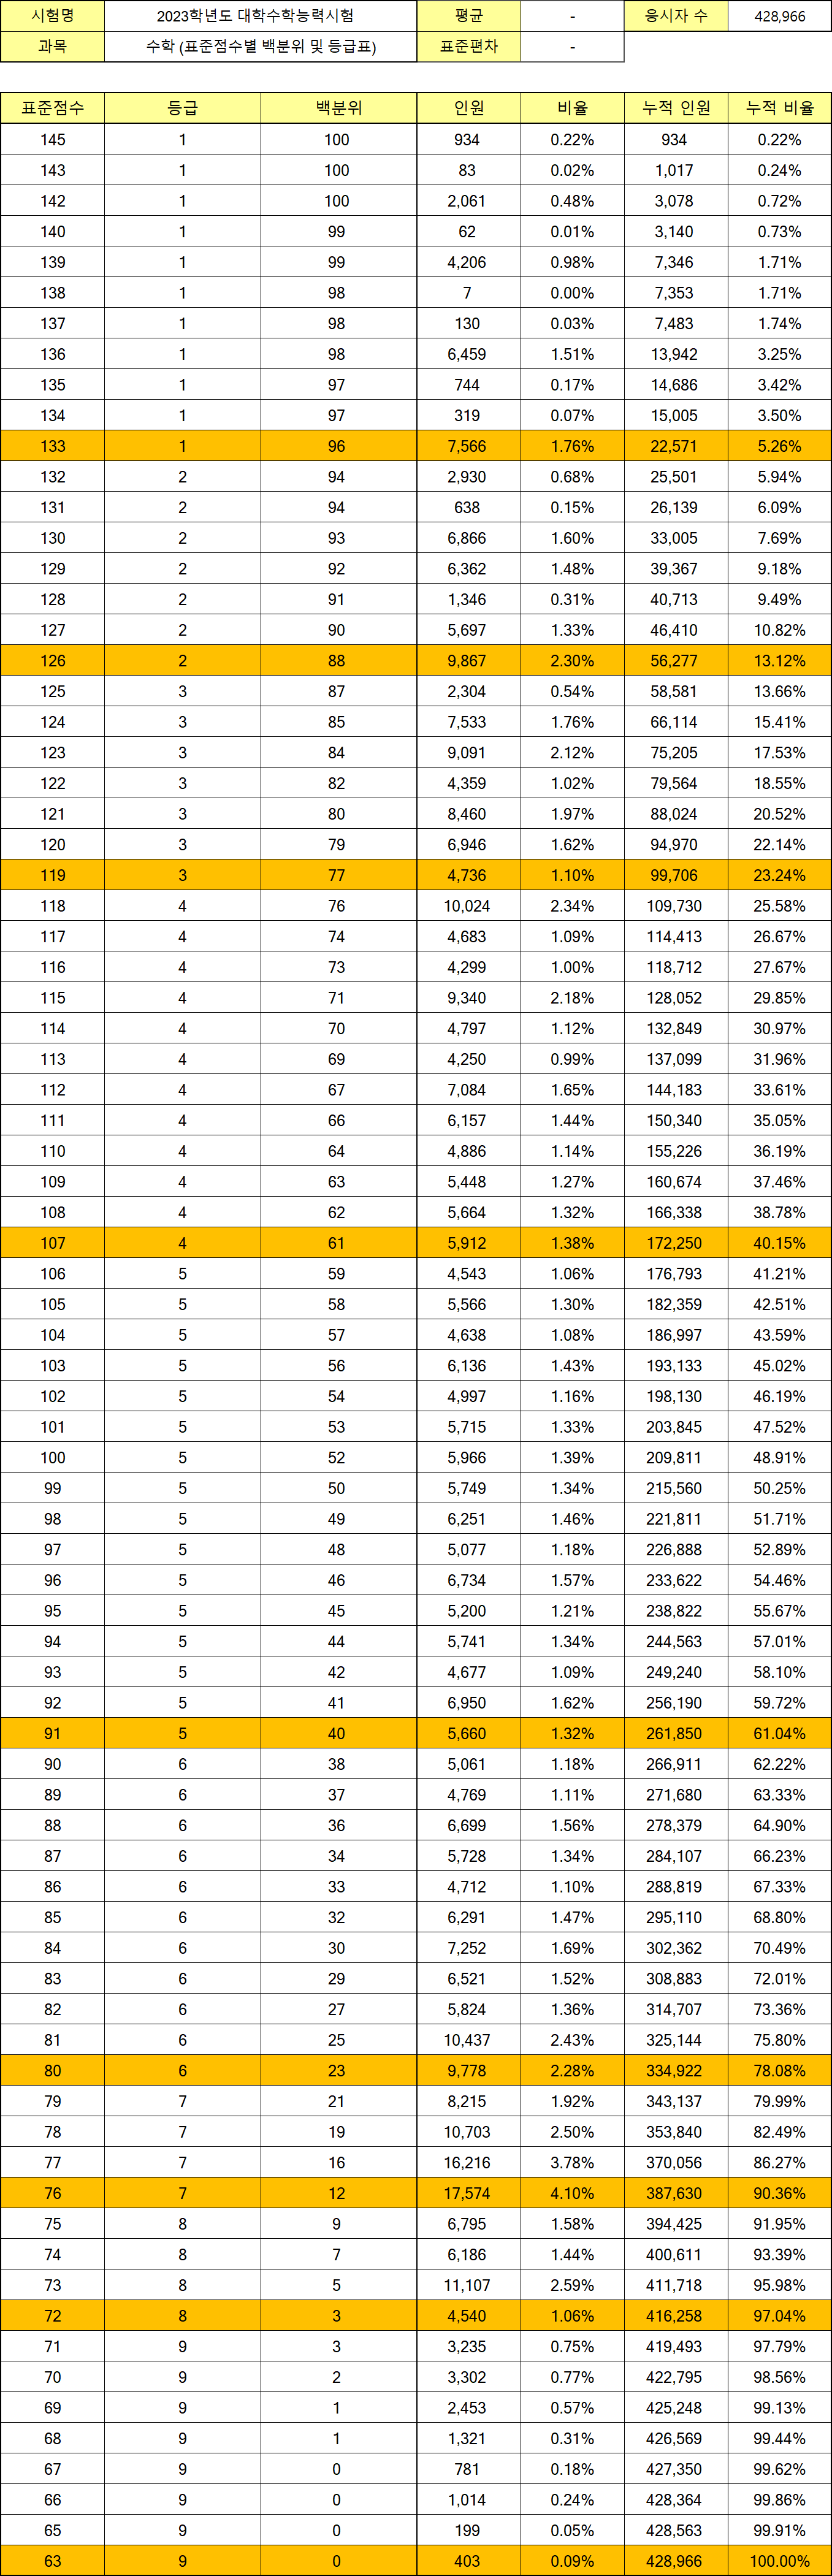 시험명 2023학년도 대학수학능력시험 평균 - 응시자 수 428,966
과목 수학 (표준점수별 백분위 및 등급표) 표준편차 -
표준점수 등급 백분위 인원 비율 누적 인원 누적 비율
145 1 100 934 0.22% 934 0.22%
143 1 100 83 0.02% 1,017 0.24%
142 1 100 2,061 0.48% 3,078 0.72%
140 1 99 62 0.01% 3,140 0.73%
139 1 99 4,206 0.98% 7,346 1.71%
138 1 98 7 0.00% 7,353 1.71%
137 1 98 130 0.03% 7,483 1.74%
136 1 98 6,459 1.51% 13,942 3.25%
135 1 97 744 0.17% 14,686 3.42%
134 1 97 319 0.07% 15,005 3.50%
133 1 96 7,566 1.76% 22,571 5.26%
132 2 94 2,930 0.68% 25,501 5.94%
131 2 94 638 0.15% 26,139 6.09%
130 2 93 6,866 1.60% 33,005 7.69%
129 2 92 6,362 1.48% 39,367 9.18%
128 2 91 1,346 0.31% 40,713 9.49%
127 2 90 5,697 1.33% 46,410 10.82%
126 2 88 9,867 2.30% 56,277 13.12%
125 3 87 2,304 0.54% 58,581 13.66%
124 3 85 7,533 1.76% 66,114 15.41%
123 3 84 9,091 2.12% 75,205 17.53%
122 3 82 4,359 1.02% 79,564 18.55%
121 3 80 8,460 1.97% 88,024 20.52%
120 3 79 6,946 1.62% 94,970 22.14%
119 3 77 4,736 1.10% 99,706 23.24%
118 4 76 10,024 2.34% 109,730 25.58%
117 4 74 4,683 1.09% 114,413 26.67%
116 4 73 4,299 1.00% 118,712 27.67%
115 4 71 9,340 2.18% 128,052 29.85%
114 4 70 4,797 1.12% 132,849 30.97%
113 4 69 4,250 0.99% 137,099 31.96%
112 4 67 7,084 1.65% 144,183 33.61%
111 4 66 6,157 1.44% 150,340 35.05%
110 4 64 4,886 1.14% 155,226 36.19%
109 4 63 5,448 1.27% 160,674 37.46%
108 4 62 5,664 1.32% 166,338 38.78%
107 4 61 5,912 1.38% 172,250 40.15%
106 5 59 4,543 1.06% 176,793 41.21%
105 5 58 5,566 1.30% 182,359 42.51%
104 5 57 4,638 1.08% 186,997 43.59%
103 5 56 6,136 1.43% 193,133 45.02%
102 5 54 4,997 1.16% 198,130 46.19%
101 5 53 5,715 1.33% 203,845 47.52%
100 5 52 5,966 1.39% 209,811 48.91%
99 5 50 5,749 1.34% 215,560 50.25%
98 5 49 6,251 1.46% 221,811 51.71%
97 5 48 5,077 1.18% 226,888 52.89%
96 5 46 6,734 1.57% 233,622 54.46%
95 5 45 5,200 1.21% 238,822 55.67%
94 5 44 5,741 1.34% 244,563 57.01%
93 5 42 4,677 1.09% 249,240 58.10%
92 5 41 6,950 1.62% 256,190 59.72%
91 5 40 5,660 1.32% 261,850 61.04%
90 6 38 5,061 1.18% 266,911 62.22%
89 6 37 4,769 1.11% 271,680 63.33%
88 6 36 6,699 1.56% 278,379 64.90%
87 6 34 5,728 1.34% 284,107 66.23%
86 6 33 4,712 1.10% 288,819 67.33%
85 6 32 6,291 1.47% 295,110 68.80%
84 6 30 7,252 1.69% 302,362 70.49%
83 6 29 6,521 1.52% 308,883 72.01%
82 6 27 5,824 1.36% 314,707 73.36%
81 6 25 10,437 2.43% 325,144 75.80%
80 6 23 9,778 2.28% 334,922 78.08%
79 7 21 8,215 1.92% 343,137 79.99%
78 7 19 10,703 2.50% 353,840 82.49%
77 7 16 16,216 3.78% 370,056 86.27%
76 7 12 17,574 4.10% 387,630 90.36%
75 8 9 6,795 1.58% 394,425 91.95%
74 8 7 6,186 1.44% 400,611 93.39%
73 8 5 11,107 2.59% 411,718 95.98%
72 8 3 4,540 1.06% 416,258 97.04%
71 9 3 3,235 0.75% 419,493 97.79%
70 9 2 3,302 0.77% 422,795 98.56%
69 9 1 2,453 0.57% 425,248 99.13%
68 9 1 1,321 0.31% 426,569 99.44%
67 9 0 781 0.18% 427,350 99.62%
66 9 0 1,014 0.24% 428,364 99.86%
65 9 0 199 0.05% 428,563 99.91%
63 9 0 403 0.09% 428,966 100.00%